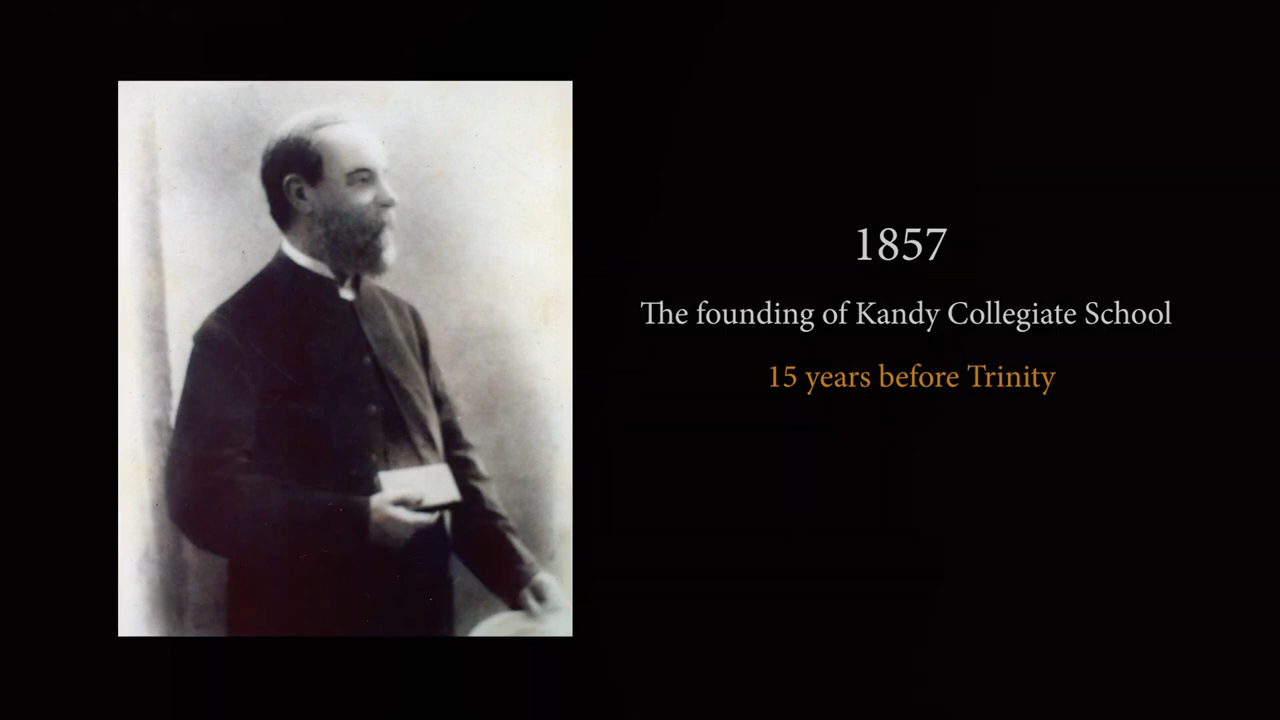 1857
The founding of Kandy Collegiate School
15 years before Trinity